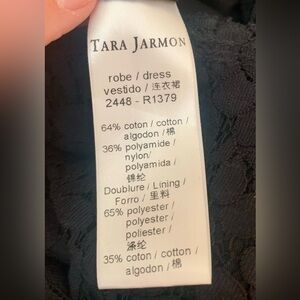 TARA JARMON
robe / dress
vestido / 连衣裙
2448 - R1379
64% coton / cotton /
algodon / 棉
36% polyamide /
nylon/
polyamida /
锦纶
Doublure / Lining /
Forro / 里料
65% polyester /
polyester /
poliester /
涤纶
35% coton / cotton /
algodon / 棉